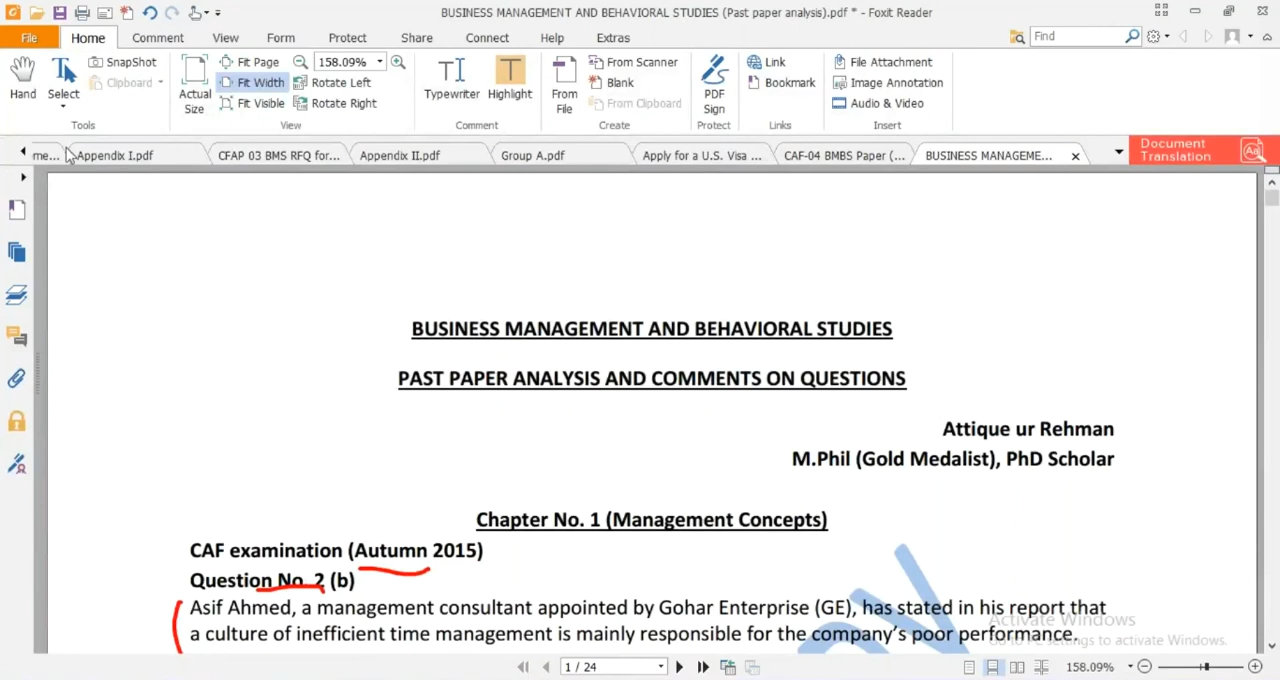 BUSINESS MANAGEMENT AND BEHAVIORAL STUDIES (Past paper analysis).pdf * - Foxit Reader
File Home Comment View Form Protect Share Connect Help Extras Find
SnapShot Fit Page 158.09% From Scanner Link File Attachment
Hand Select Clipboard Actual Size Fit Width Rotate Left Typewriter Highlight From File Blank PDF Sign Bookmark Image Annotation
Fit Visible Rotate Right From Clipboard Audio & Video
Tools View Comment Create Protect Links Insert
me... Appendix I.pdf CFAP 03 BMS RFQ for... Appendix II.pdf Group A.pdf Apply for a U.S. Visa ... CAF-04 BMBS Paper (... BUSINESS MANAGEME... Document Translation
BUSINESS MANAGEMENT AND BEHAVIORAL STUDIES
PAST PAPER ANALYSIS AND COMMENTS ON QUESTIONS
Attique ur Rehman
M.Phil (Gold Medalist), PhD Scholar
Chapter No. 1 (Management Concepts)
CAF examination (Autumn 2015)
Question No. 2 (b)
Asif Ahmed, a management consultant appointed by Gohar Enterprise (GE), has stated in his report that
a culture of inefficient time management is mainly responsible for the company's poor performance.
Activate Windows
Go to PC settings to activate Windows.
1 / 24 158.09%